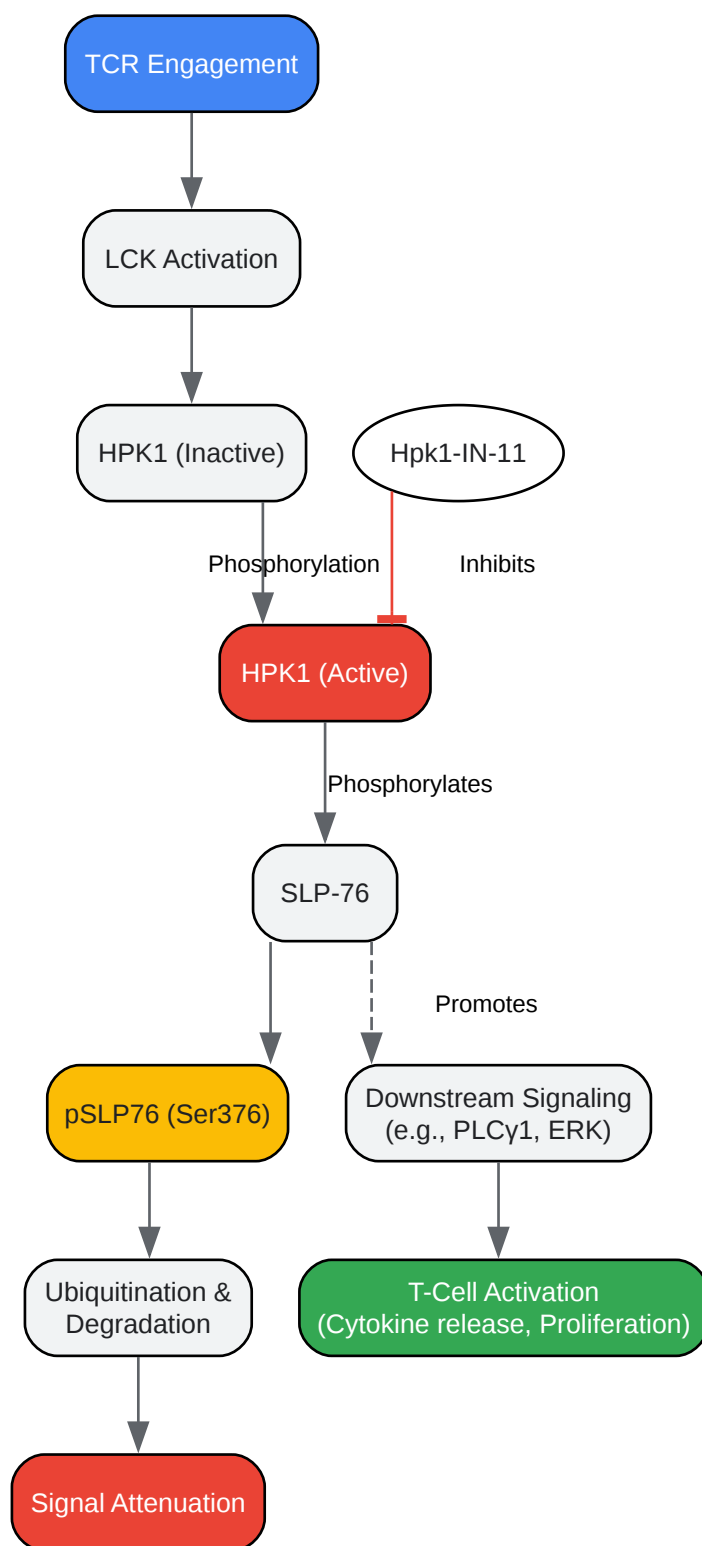 TCR Engagement
LCK Activation
HPK1 (Inactive)
Hpk1-IN-11
Phosphorylation
Inhibits
HPK1 (Active)
Phosphorylates
SLP-76
Promotes
pSLP76 (Ser376)
Downstream Signaling
(e.g., PLCγ1, ERK)
Ubiquitination &
Degradation
T-Cell Activation
(Cytokine release, Proliferation)
Signal Attenuation